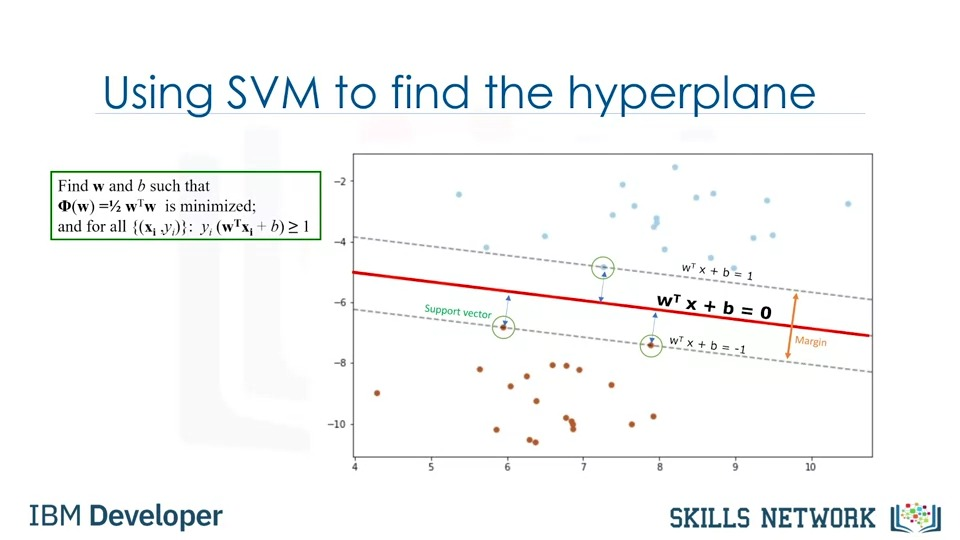 Using SVM to find the hyperplane
Find w and b such that
Φ(w) =½ wᵀw is minimized;
and for all {(xᵢ ,yᵢ)}: yᵢ (wᵀxᵢ + b) ≥ 1
−2
−4
−6
−8
−10
4 5 6 7 8 9 10
wᵀ x + b = 1
wᵀ x + b = 0
Support vector
wᵀ x + b = -1
Margin
IBM Developer
SKILLS NETWORK